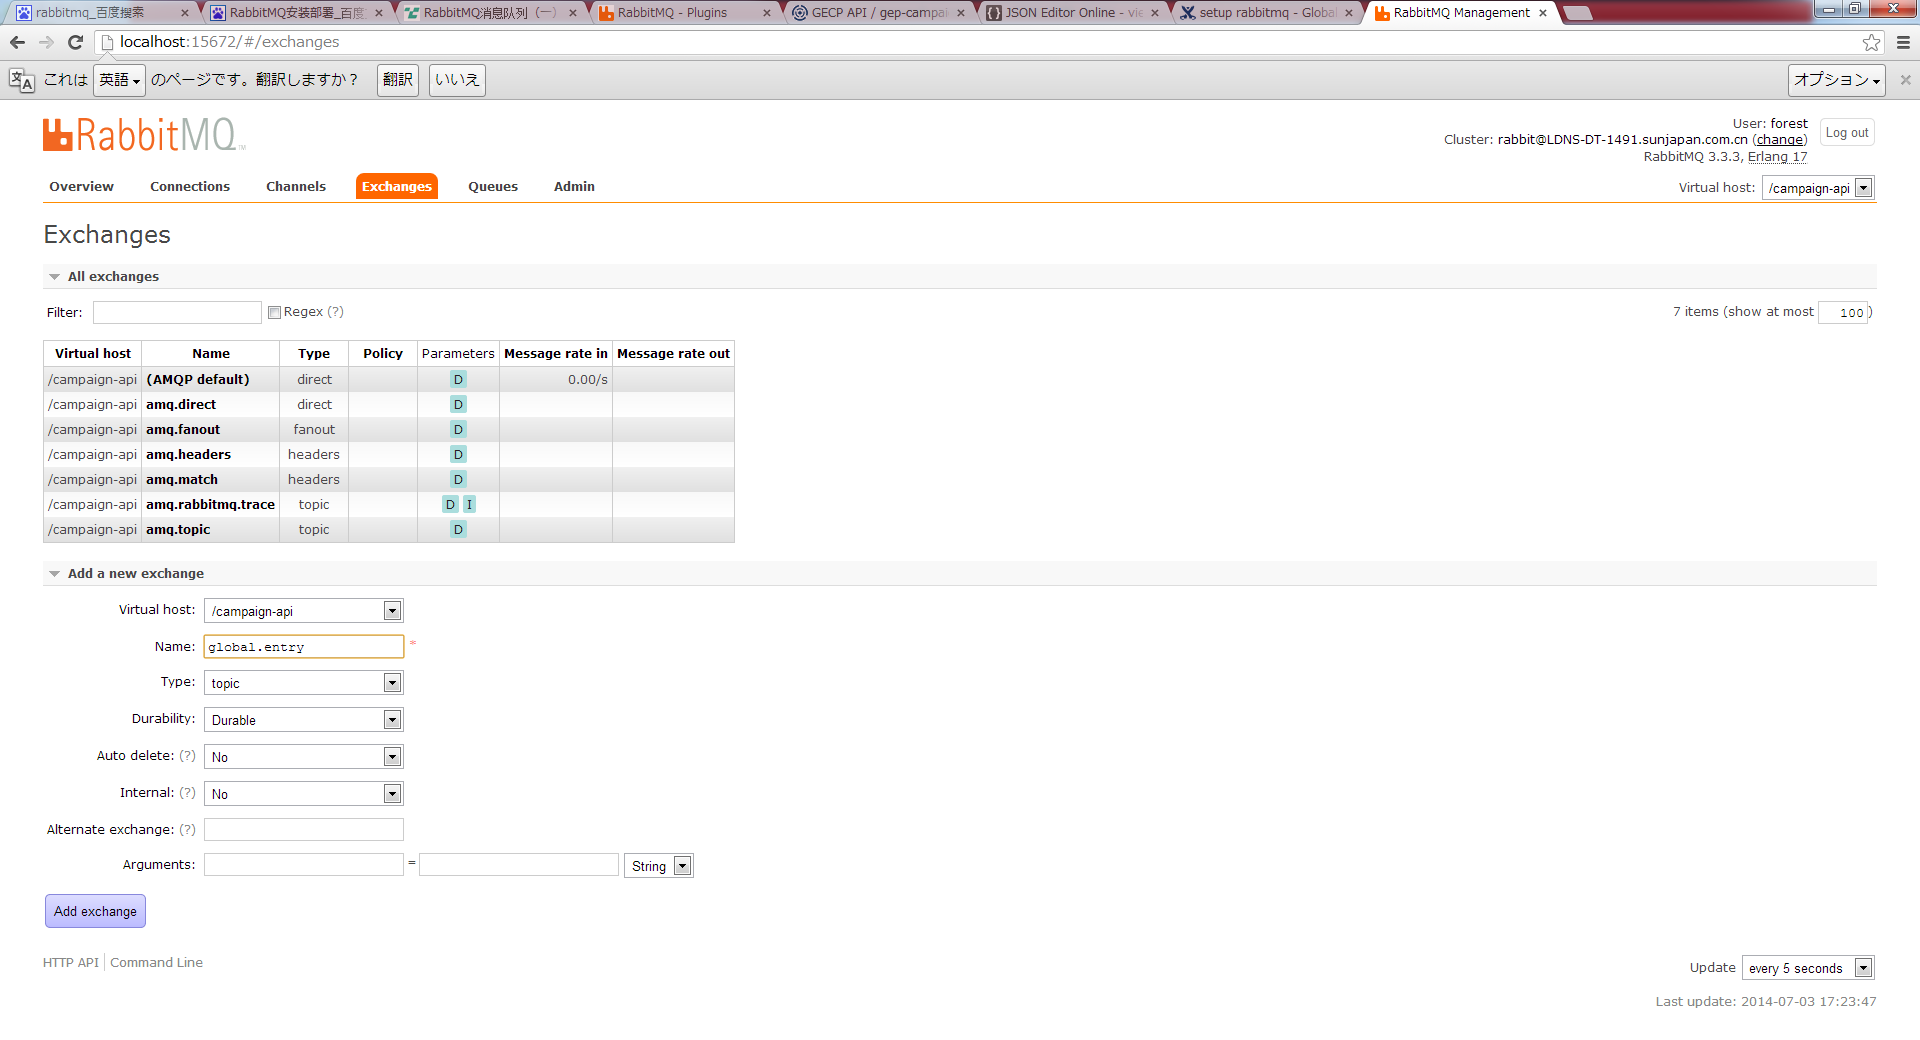 rabbitmq_百度搜索
RabbitMQ安装部署_百度
RabbitMQ消息队列（一）
RabbitMQ - Plugins
GECP API / gep-campai
JSON Editor Online - vie
setup rabbitmq - Global
RabbitMQ Management
localhost:15672/#/exchanges
これは 英語 のページです。翻訳しますか？ 翻訳 いいえ オプション
RabbitMQ™
User: forest
Log out
Cluster: rabbit@LDNS-DT-1491.sunjapan.com.cn (change)
RabbitMQ 3.3.3, Erlang 17
Overview Connections Channels Exchanges Queues Admin
Virtual host: /campaign-api
Exchanges
All exchanges
Filter: Regex (?) 7 items (show at most 100)
Virtual host Name Type Policy Parameters Message rate in Message rate out
/campaign-api (AMQP default) direct D 0.00/s
/campaign-api amq.direct direct D
/campaign-api amq.fanout fanout D
/campaign-api amq.headers headers D
/campaign-api amq.match headers D
/campaign-api amq.rabbitmq.trace topic D I
/campaign-api amq.topic topic D
Add a new exchange
Virtual host: /campaign-api
Name: global.entry *
Type: topic
Durability: Durable
Auto delete: (?) No
Internal: (?) No
Alternate exchange: (?)
Arguments: = String
Add exchange
HTTP API Command Line
Update every 5 seconds
Last update: 2014-07-03 17:23:47